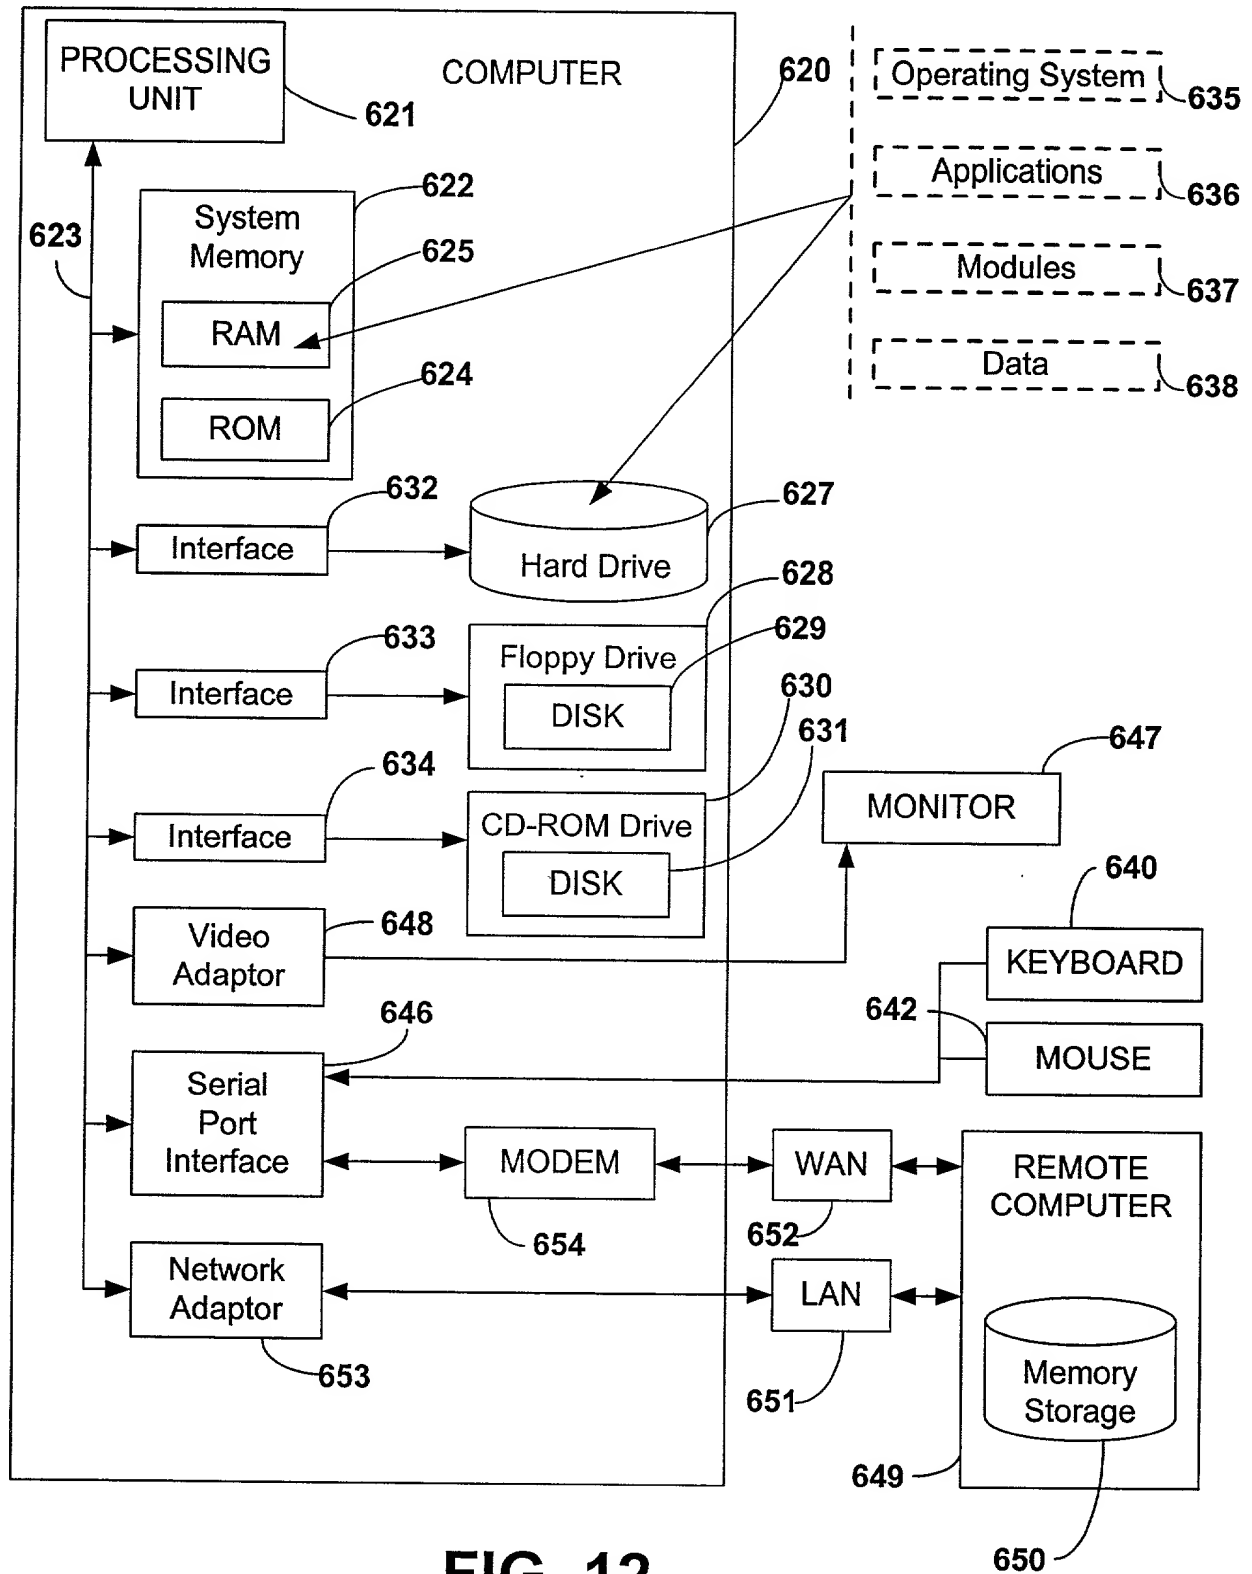 PROCESSING
UNIT
621
COMPUTER
620
Operating System
635
Applications
636
Modules
637
Data
638
623
622
System
Memory
625
RAM
624
ROM
632
Interface
627
Hard Drive
628
629
633
Interface
Floppy Drive
DISK
630
631
634
Interface
CD-ROM Drive
DISK
647
MONITOR
640
KEYBOARD
642
MOUSE
648
Video
Adaptor
646
Serial
Port
Interface
MODEM
654
WAN
652
REMOTE
COMPUTER
Network
Adaptor
653
LAN
651
Memory
Storage
649
650
FIG. 12